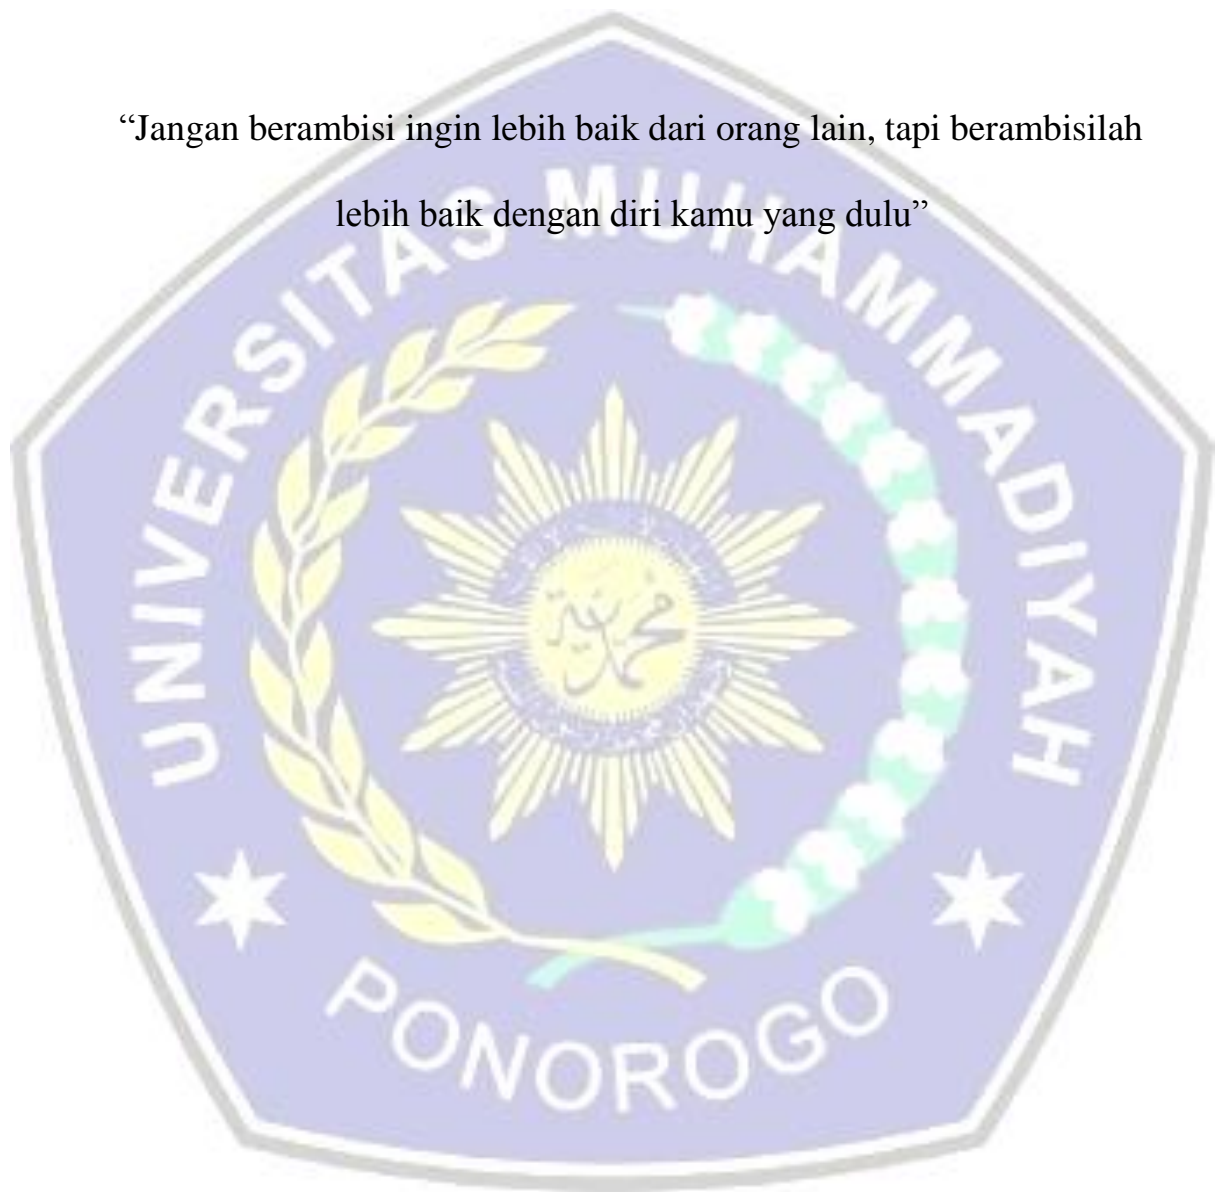 “Jangan berambisi ingin lebih baik dari orang lain, tapi berambisilah
lebih baik dengan diri kamu yang dulu”
UNIVERSITAS MUHAMMADIYAH
محمدية
PONOROGO